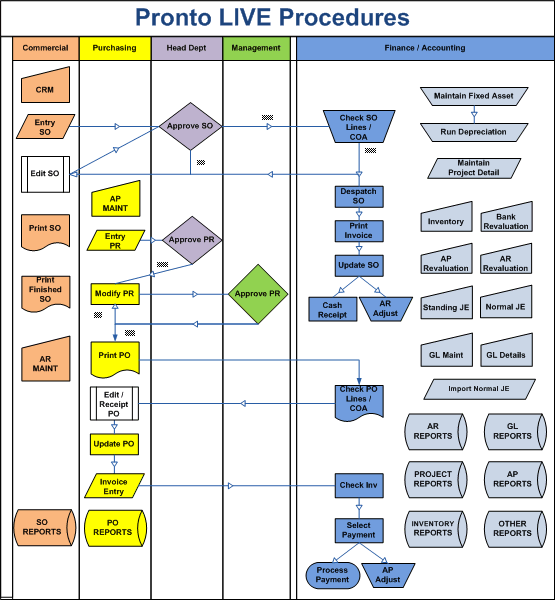 Pronto LIVE Procedures
Commercial
Purchasing
Head Dept
Management
Finance / Accounting
CRM
Entry
SO
Edit SO
Print SO
Print
Finished
SO
AR
MAINT
SO
REPORTS
AP
MAINT
Entry
PR
Modify PR
Print PO
Edit /
Receipt
PO
Update PO
Invoice
Entry
PO
REPORTS
Approve SO
Approve PR
Approve PR
Check SO
Lines /
COA
Despatch
SO
Print
Invoice
Update SO
Cash
Receipt
AR
Adjust
Check PO
Lines /
COA
Check Inv
Select
Payment
Process
Payment
AP
Adjust
Maintain Fixed Asset
Run Depreciation
Maintain
Project Detail
Inventory
Bank
Revaluation
AP
Revaluation
AR
Revaluation
Standing JE
Normal JE
GL Maint
GL Details
Import Normal JE
AR
REPORTS
GL
REPORTS
PROJECT
REPORTS
AP
REPORTS
INVENTORY
REPORTS
OTHER
REPORTS